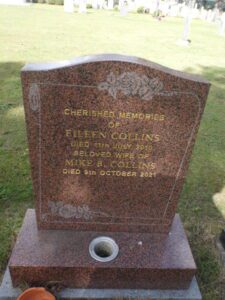 CHERISHED MEMORIES
OF
EILEEN COLLINS
DIED 11TH JULY 2010
BELOVED WIFE OF
MIKE B. COLLINS
DIED 9TH OCTOBER 2021